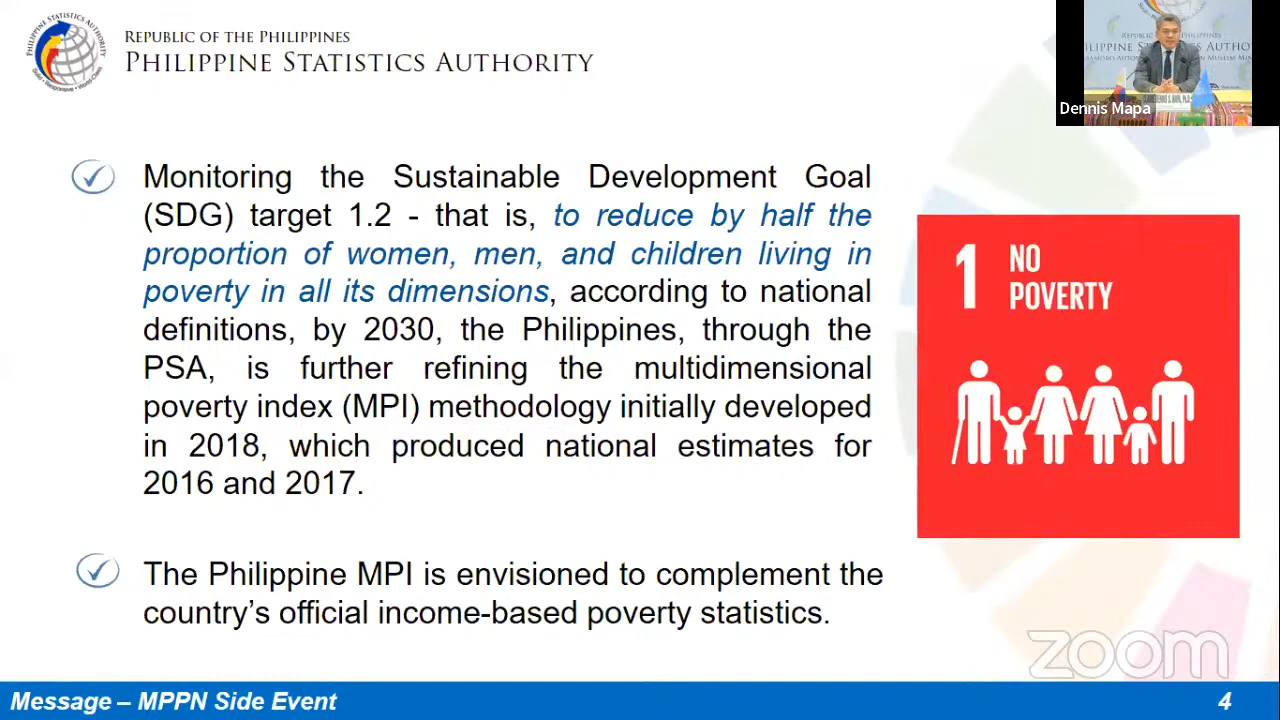 REPUBLIC OF THE PHILIPPINES
PHILIPPINE STATISTICS AUTHORITY
Dennis Mapa
Monitoring the Sustainable Development Goal
(SDG) target 1.2 - that is, to reduce by half the
proportion of women, men, and children living in
poverty in all its dimensions, according to national
definitions, by 2030, the Philippines, through the
PSA, is further refining the multidimensional
poverty index (MPI) methodology initially developed
in 2018, which produced national estimates for
2016 and 2017.
The Philippine MPI is envisioned to complement the
country's official income-based poverty statistics.
1 NO
POVERTY
zoom
Message – MPPN Side Event
4